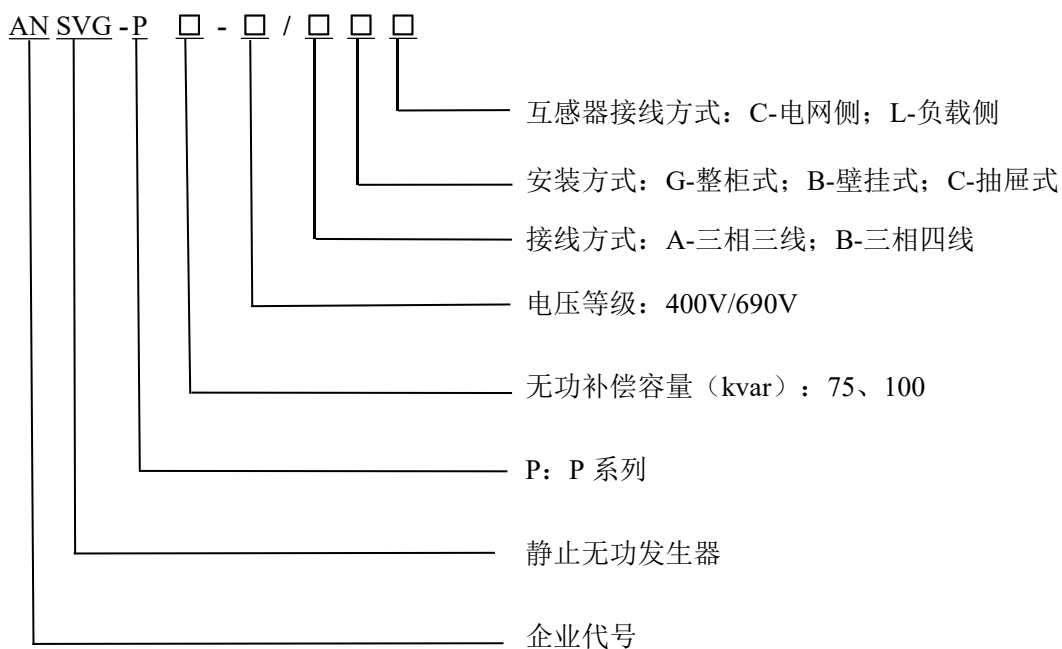 AN SVG -P □ - □ / □ □ □
互感器接线方式：C-电网侧；L-负载侧
安装方式：G-整柜式；B-壁挂式；C-抽屉式
接线方式：A-三相三线；B-三相四线
电压等级：400V/690V
无功补偿容量（kvar）：75、100
P：P 系列
静止无功发生器
企业代号